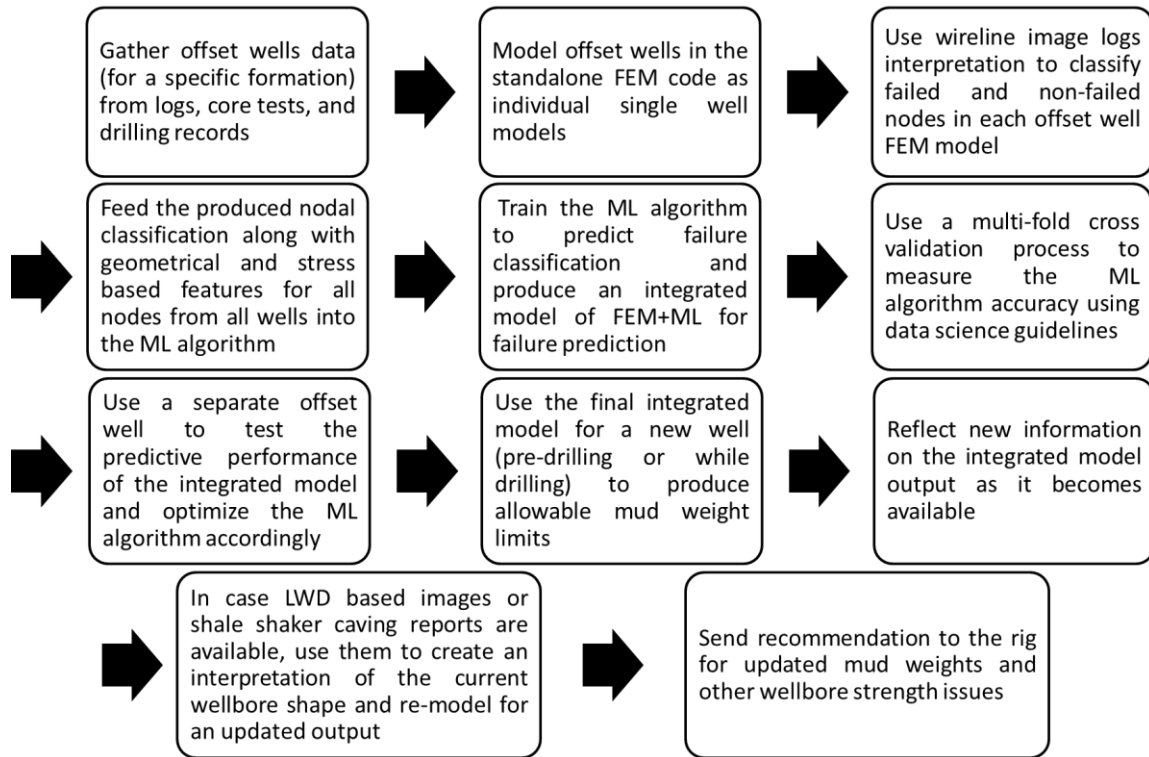 Gather offset wells data
(for a specific formation)
from logs, core tests, and
drilling records
Model offset wells in the
standalone FEM code as
individual single well
models
Use wireline image logs
interpretation to classify
failed and non-failed
nodes in each offset well
FEM model
Feed the produced nodal
classification along with
geometrical and stress
based features for all
nodes from all wells into
the ML algorithm
Train the ML algorithm
to predict failure
classification and
produce an integrated
model of FEM+ML for
failure prediction
Use a multi-fold cross
validation process to
measure the ML
algorithm accuracy using
data science guidelines
Use a separate offset
well to test the
predictive performance
of the integrated model
and optimize the ML
algorithm accordingly
Use the final integrated
model for a new well
(pre-drilling or while
drilling) to produce
allowable mud weight
limits
Reflect new information
on the integrated model
output as it becomes
available
In case LWD based images or
shale shaker caving reports are
available, use them to create an
interpretation of the current
wellbore shape and re-model for
an updated output
Send recommendation to the rig
for updated mud weights and
other wellbore strength issues